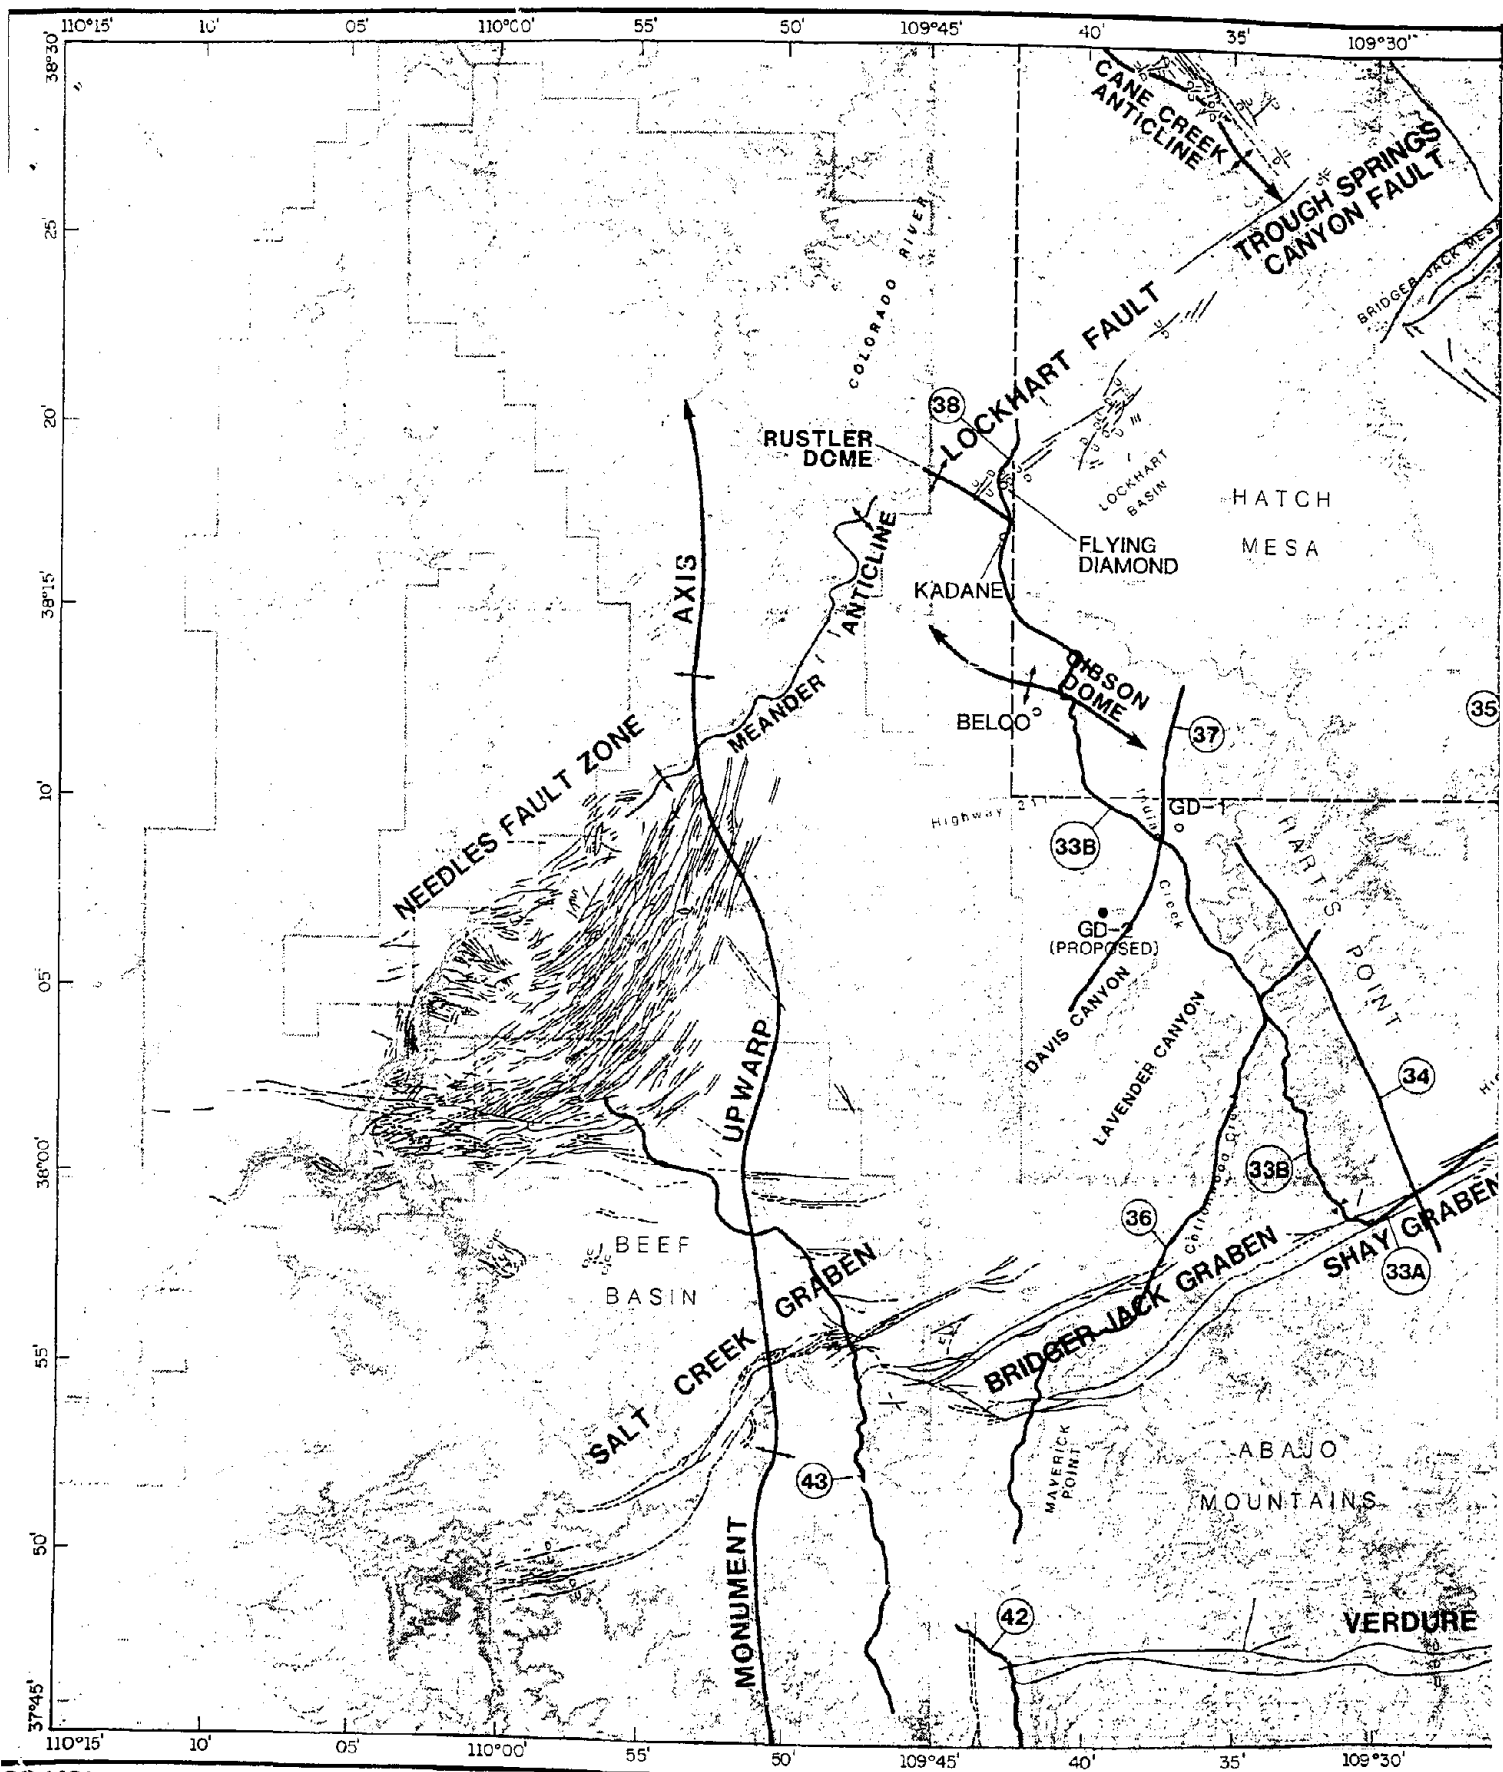 110°15'
10'
05'
110°00'
55'
50'
109°45'
40'
35'
109°30'
38°30'
25'
20'
38°15'
10'
05'
38°00'
55'
50'
37°45'
CANE CREEK
ANTICLINE
TROUGH SPRINGS
CANYON FAULT
BRIDGER JACK MESA
COLORADO RIVER
LOCKHART FAULT
38
RUSTLER
DOME
LOCKHART
BASIN
HATCH
MESA
FLYING
DIAMOND
KADANE
AXIS
MEANDER ANTICLINE
GIBSON
DOME
BELCO
37
35
NEEDLES FAULT ZONE
Highway 211
Indian Creek
GD-1
33B
HARTS POINT
GD-2
(PROPOSED)
DAVIS CANYON
LAVENDER CANYON
34
UPWARP
Cottonwood Creek
33B
36
BEEF
BASIN
SALT CREEK GRABEN
BRIDGER JACK GRABEN
SHAY GRABEN
33A
43
MAVERICK
POINT
ABAJO
MOUNTAINS
MONUMENT
42
VERDURE
110°15'
10'
05'
110°00'
55'
50'
109°45'
40'
35'
109°30'